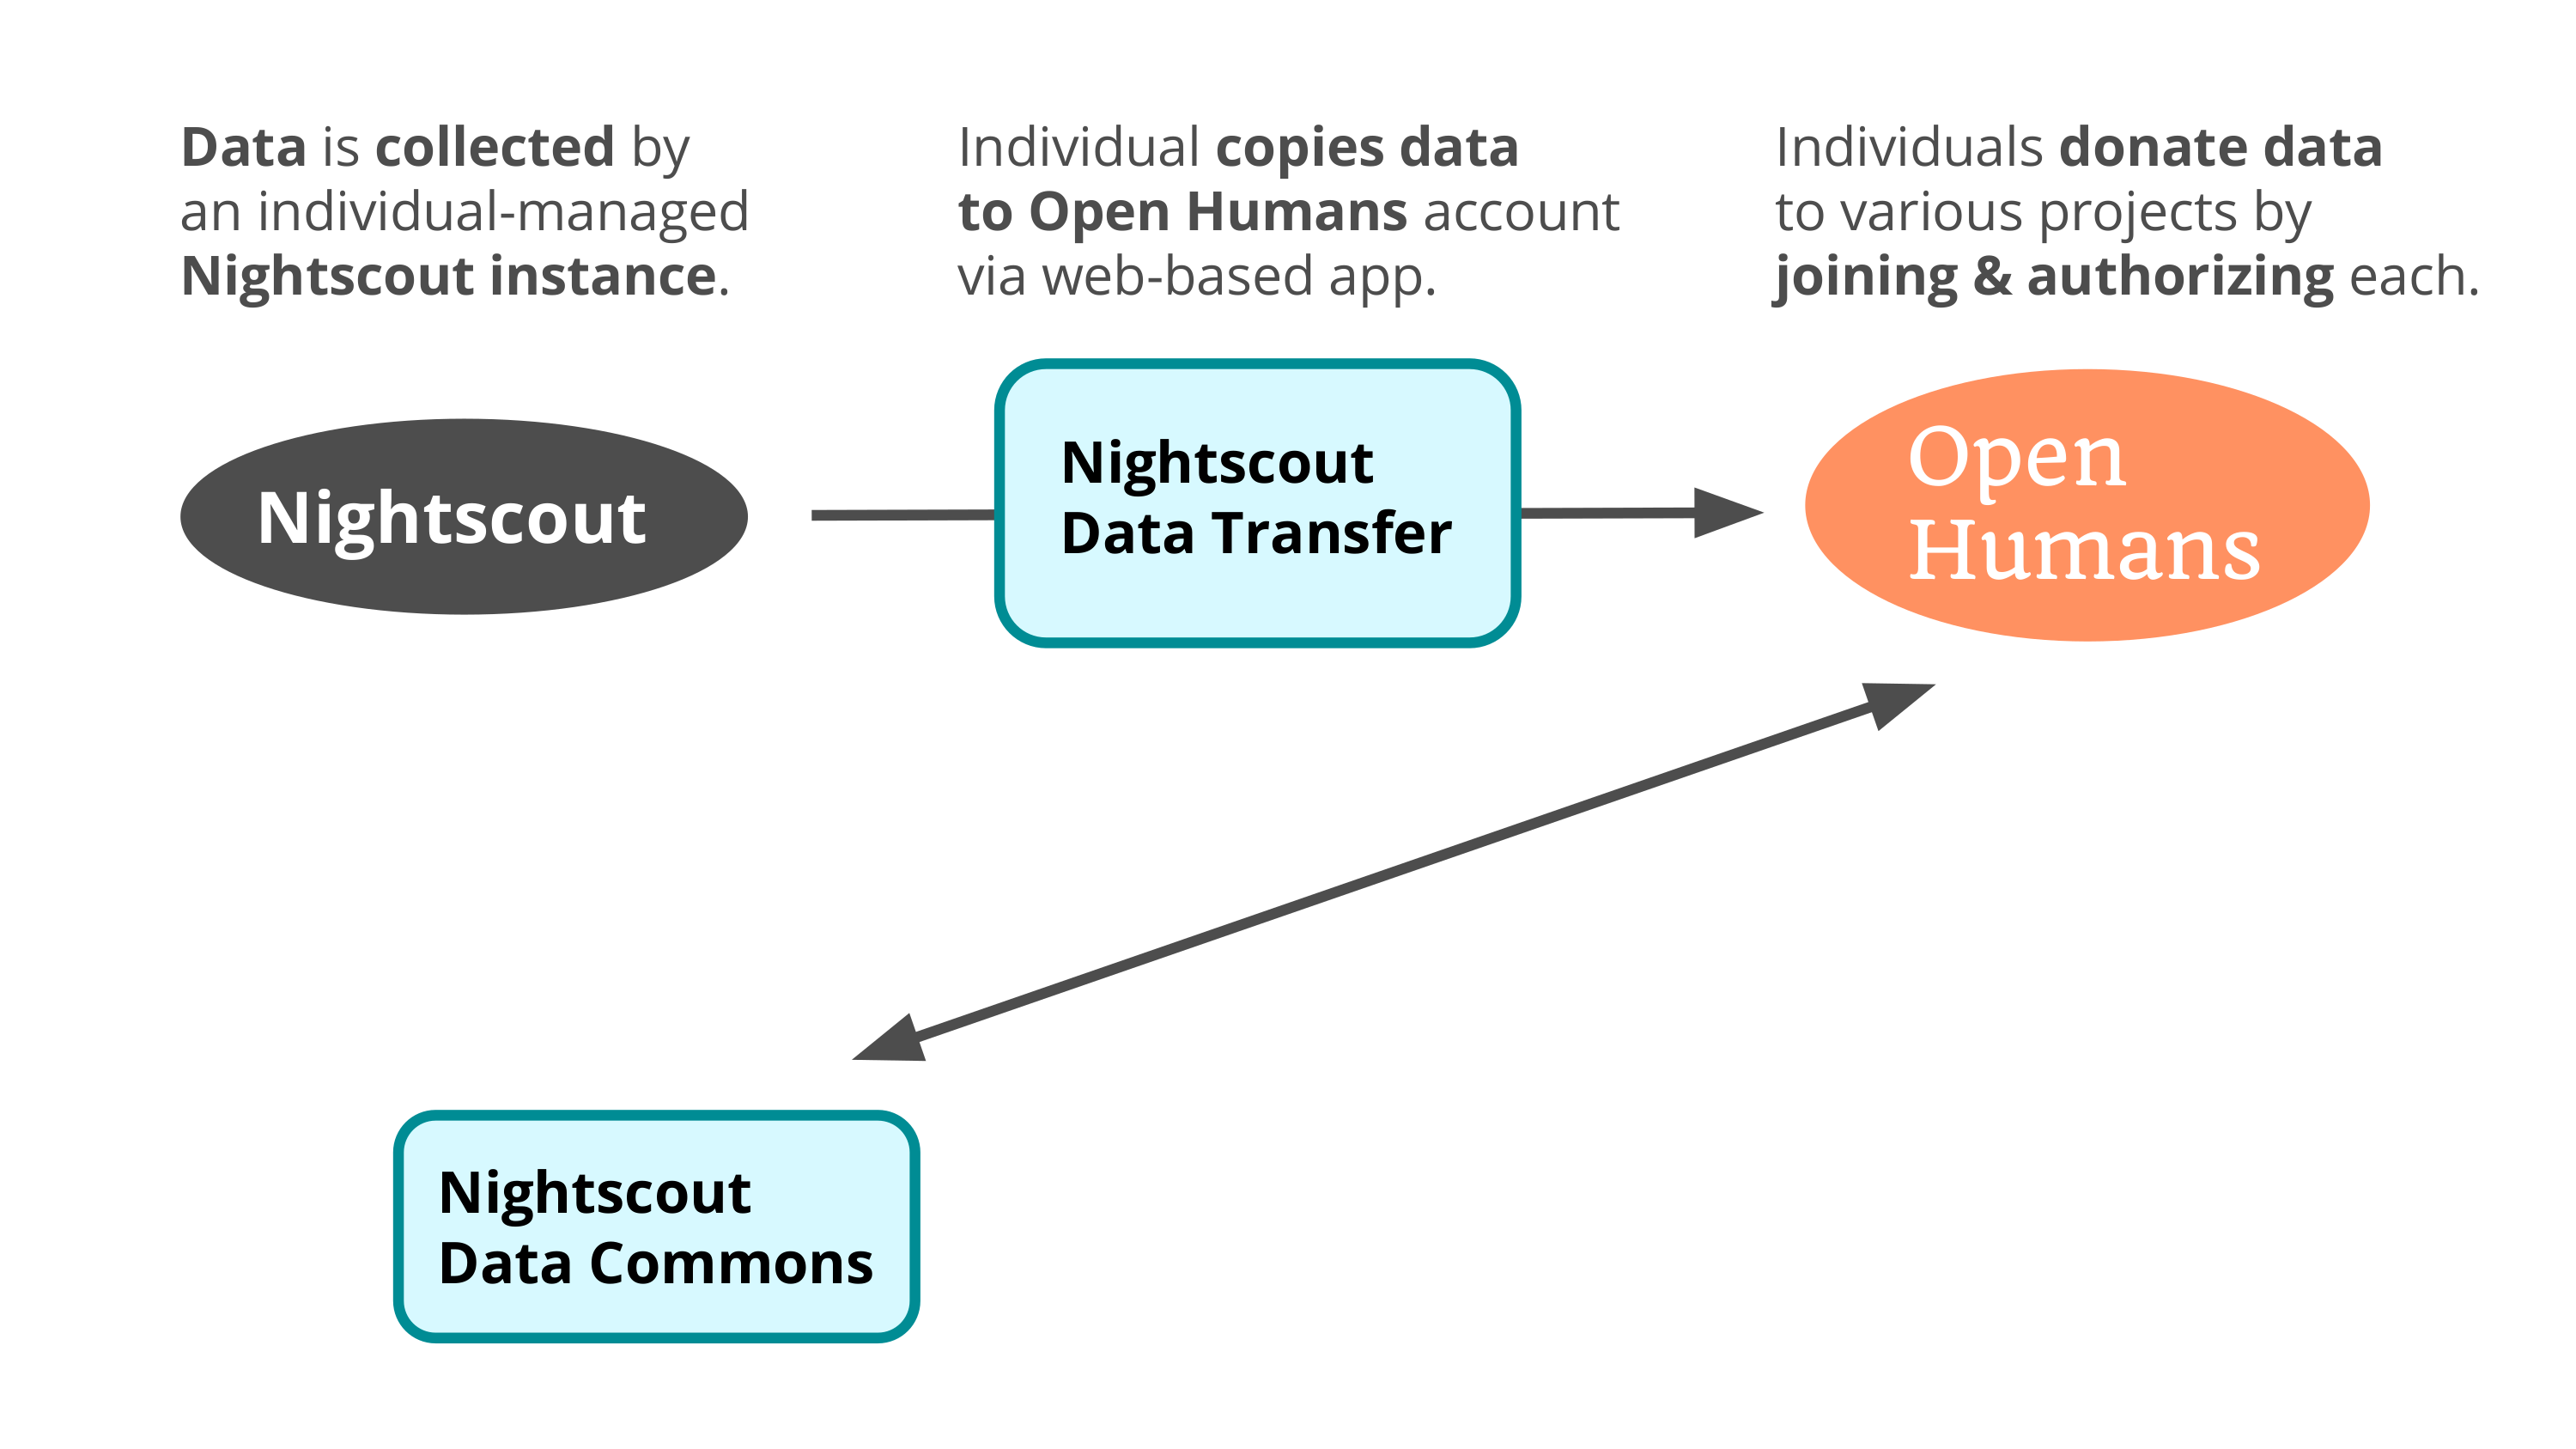 Data is collected by
an individual-managed
Nightscout instance.
Individual copies data
to Open Humans account
via web-based app.
Individuals donate data
to various projects by
joining & authorizing each.
Nightscout
Nightscout
Data Transfer
Open
Humans
Nightscout
Data Commons